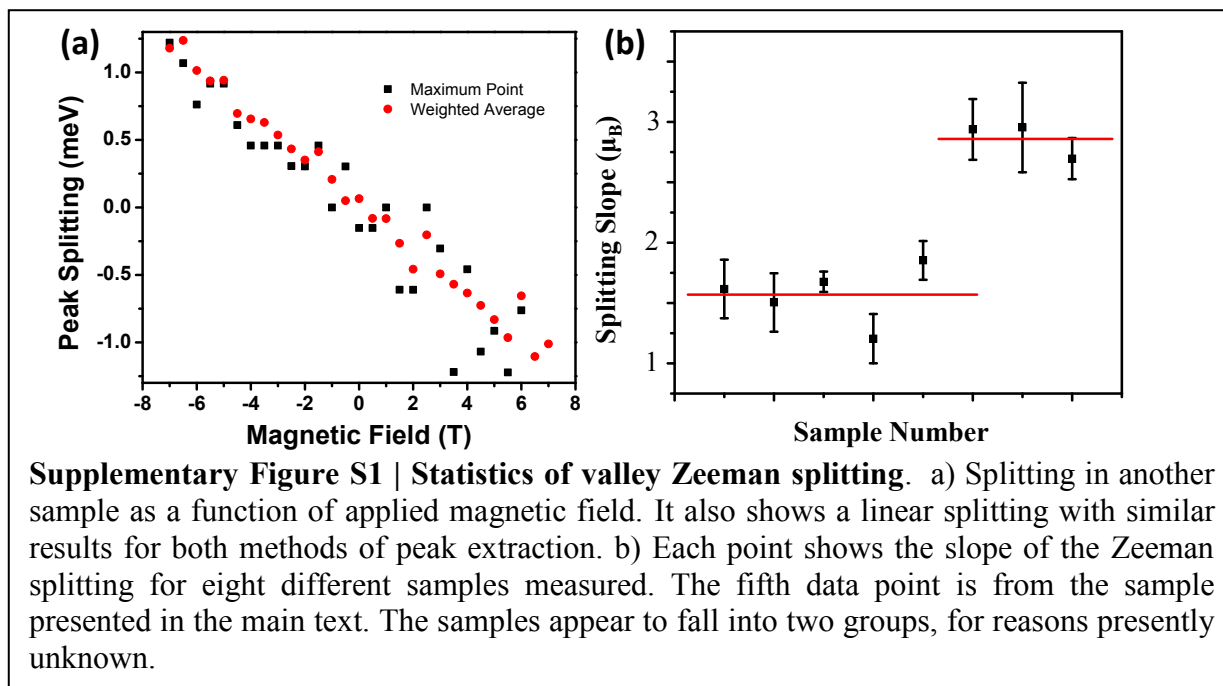 (a)
Peak Splitting (meV)
1.0
0.5
0.0
-0.5
-1.0
Maximum Point
Weighted Average
-8 -6 -4 -2 0 2 4 6 8
Magnetic Field (T)
(b)
Splitting Slope (μB)
3
2
1
Sample Number
Supplementary Figure S1 | Statistics of valley Zeeman splitting. a) Splitting in another
sample as a function of applied magnetic field. It also shows a linear splitting with similar
results for both methods of peak extraction. b) Each point shows the slope of the Zeeman
splitting for eight different samples measured. The fifth data point is from the sample
presented in the main text. The samples appear to fall into two groups, for reasons presently
unknown.